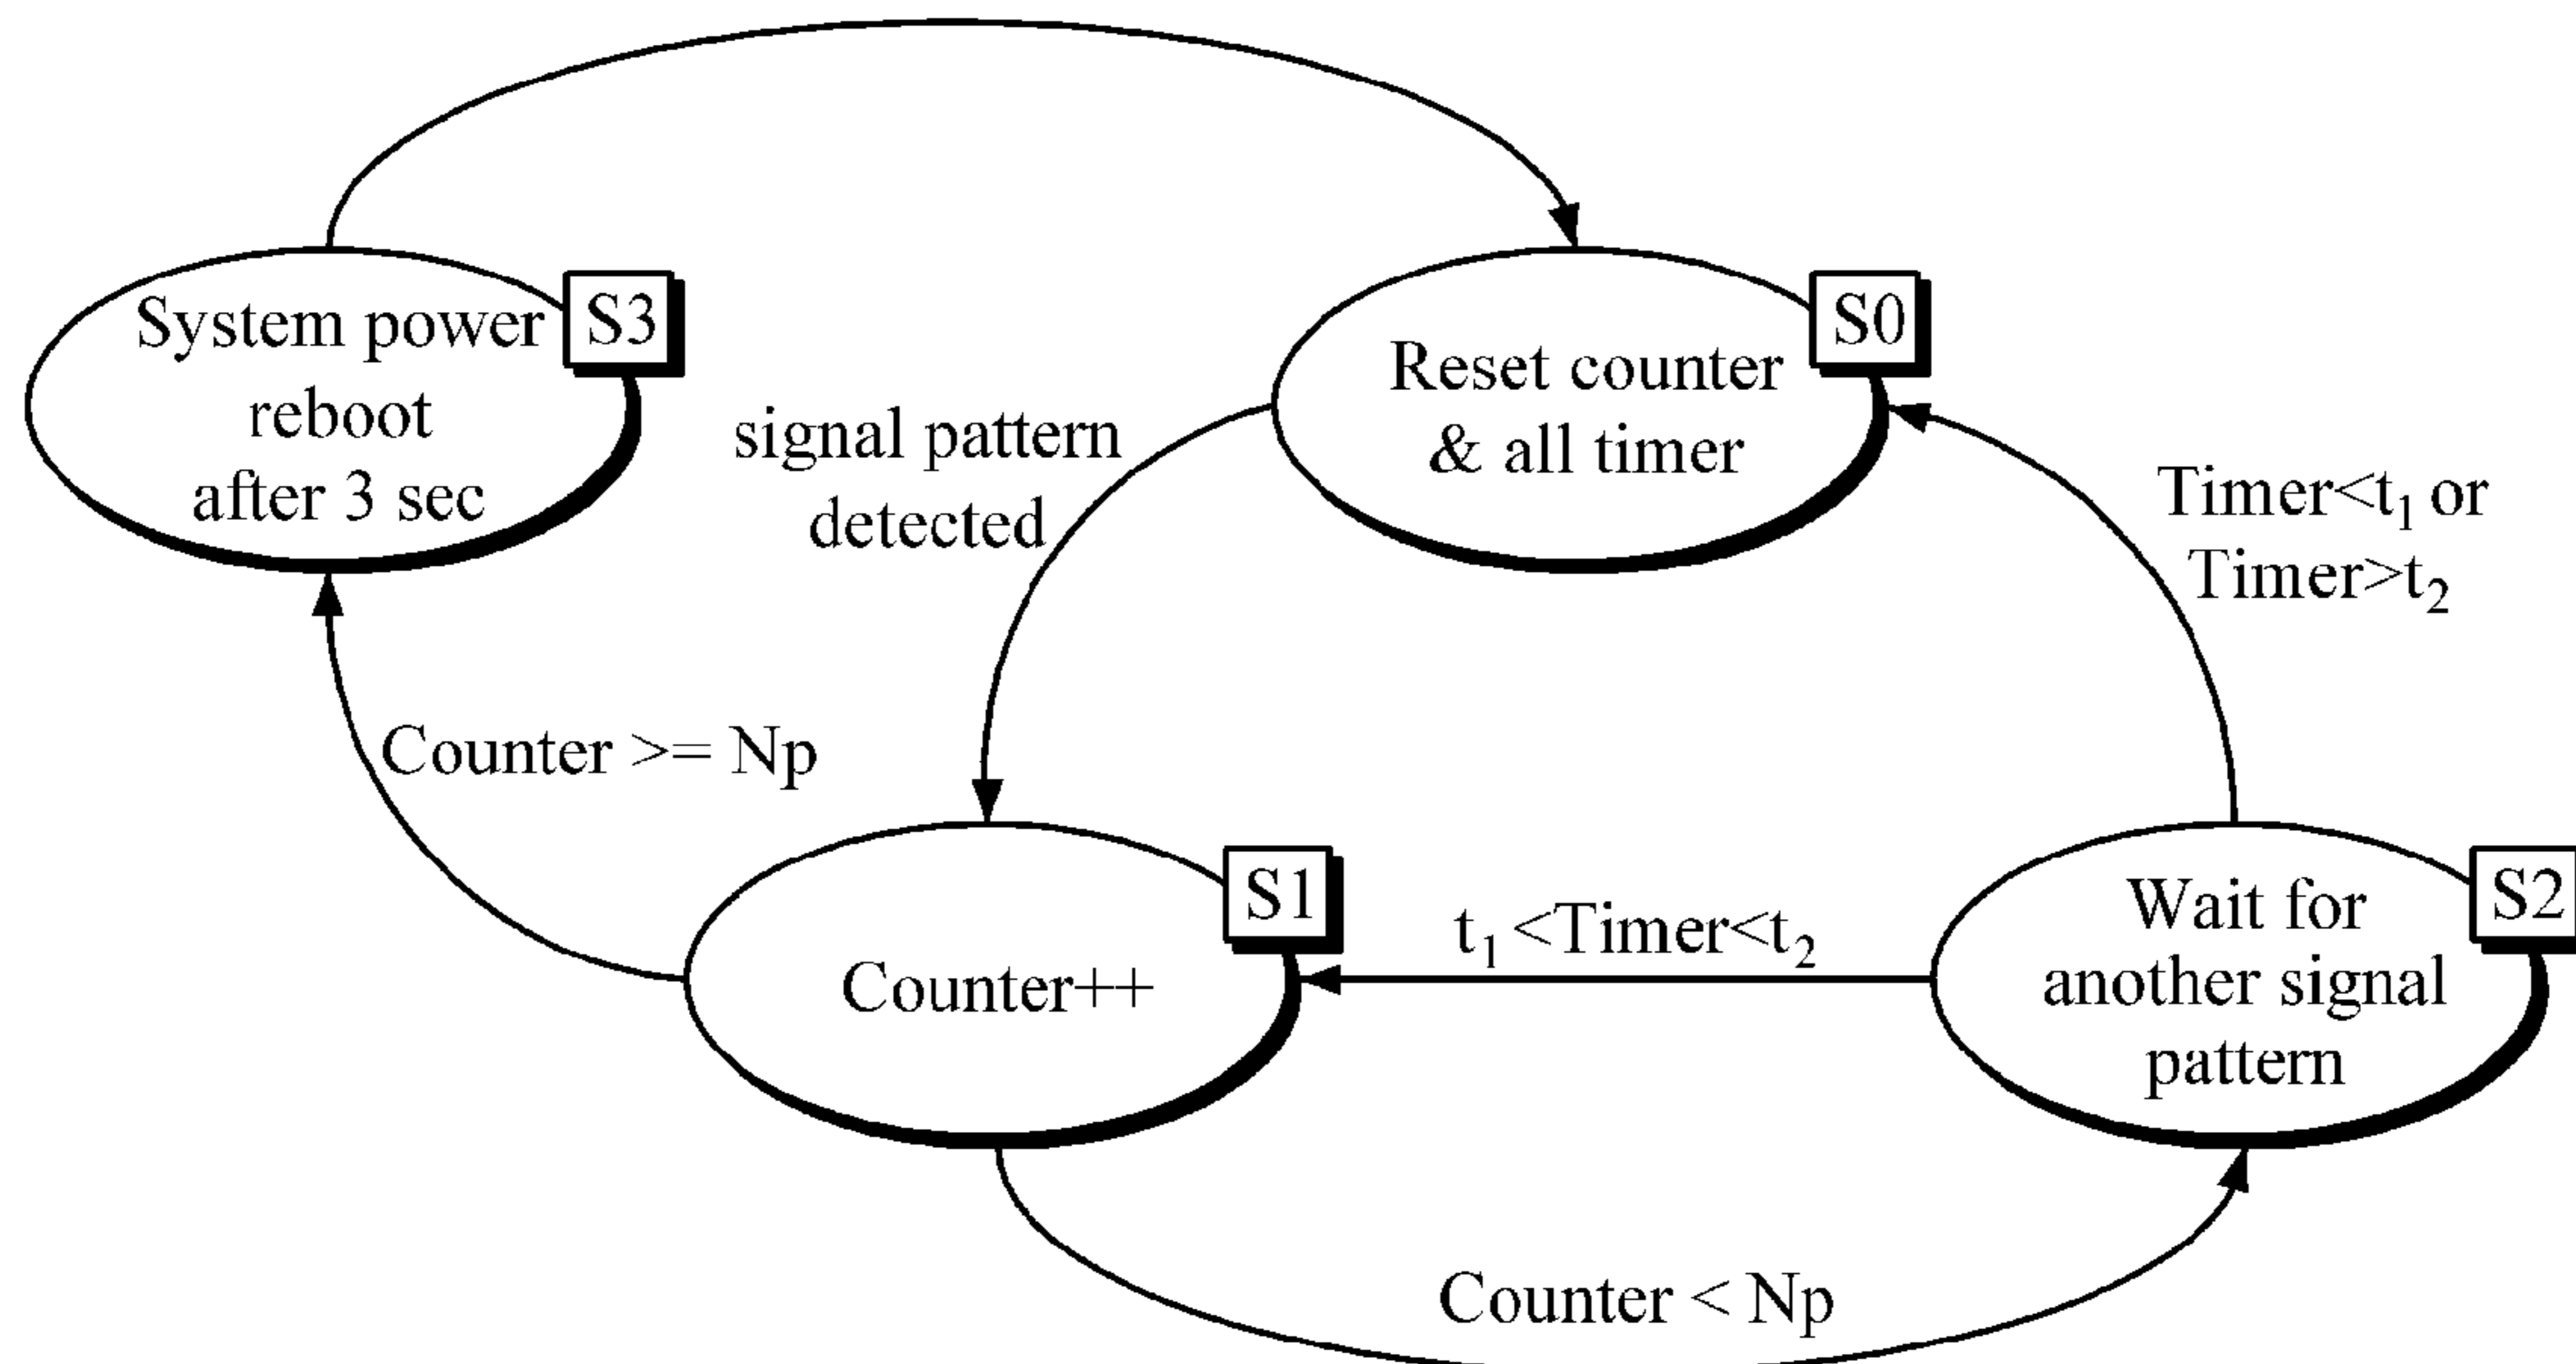 System power
reboot
after 3 sec
S3
Reset counter
& all timer
S0
signal pattern
detected
Timer<t₁ or
Timer>t₂
Counter >= Np
Counter++
S1
t₁ <Timer<t₂
Wait for
another signal
pattern
S2
Counter < Np